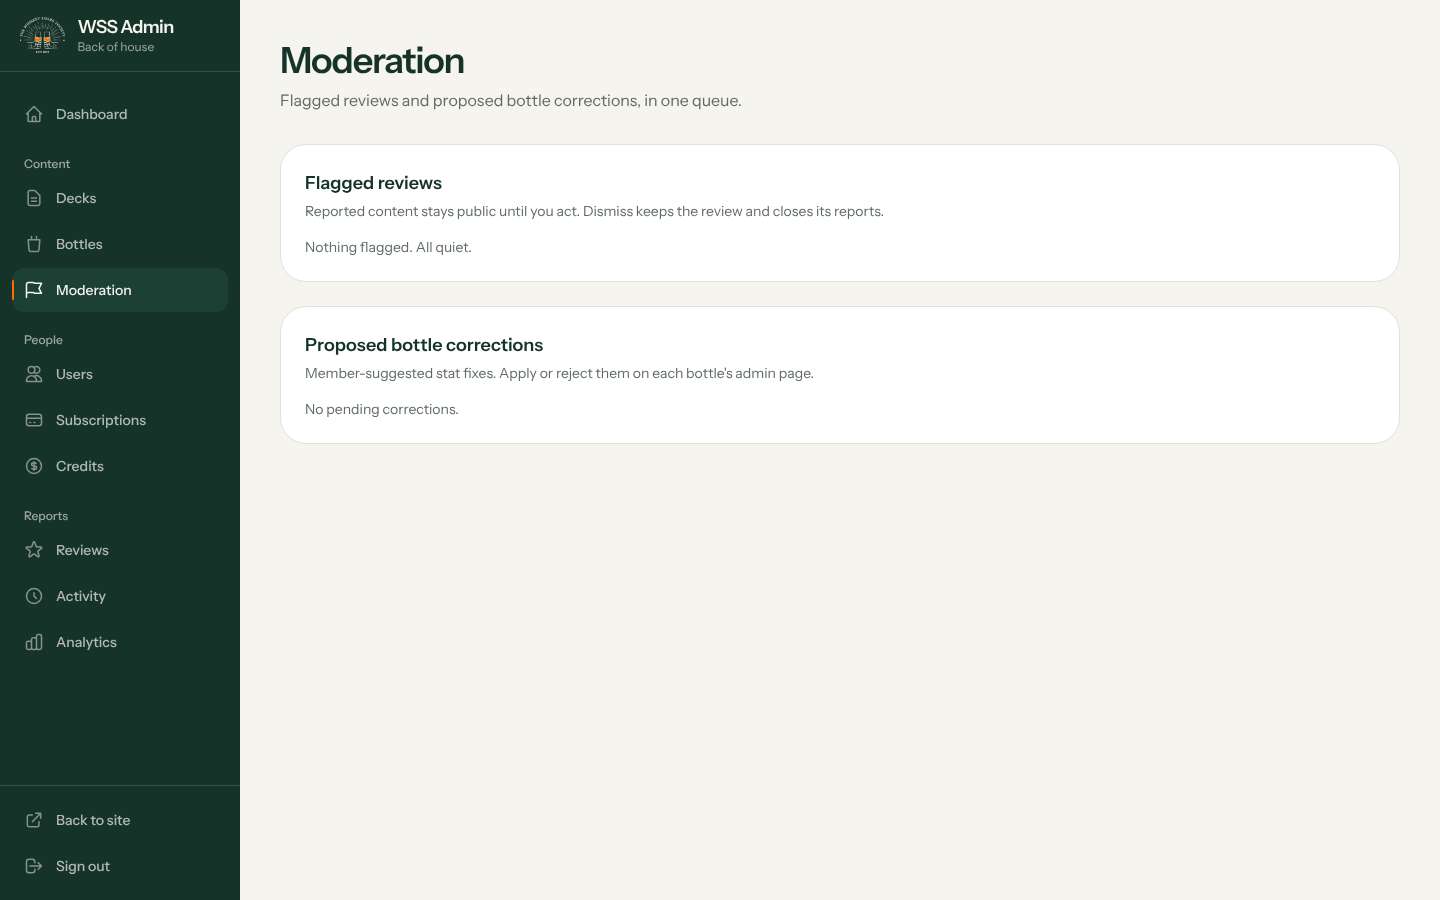 WSS Admin
Back of house
Dashboard
Content
Decks
Bottles
Moderation
People
Users
Subscriptions
Credits
Reports
Reviews
Activity
Analytics
Back to site
Sign out
Moderation
Flagged reviews and proposed bottle corrections, in one queue.
Flagged reviews
Reported content stays public until you act. Dismiss keeps the review and closes its reports.
Nothing flagged. All quiet.
Proposed bottle corrections
Member-suggested stat fixes. Apply or reject them on each bottle's admin page.
No pending corrections.